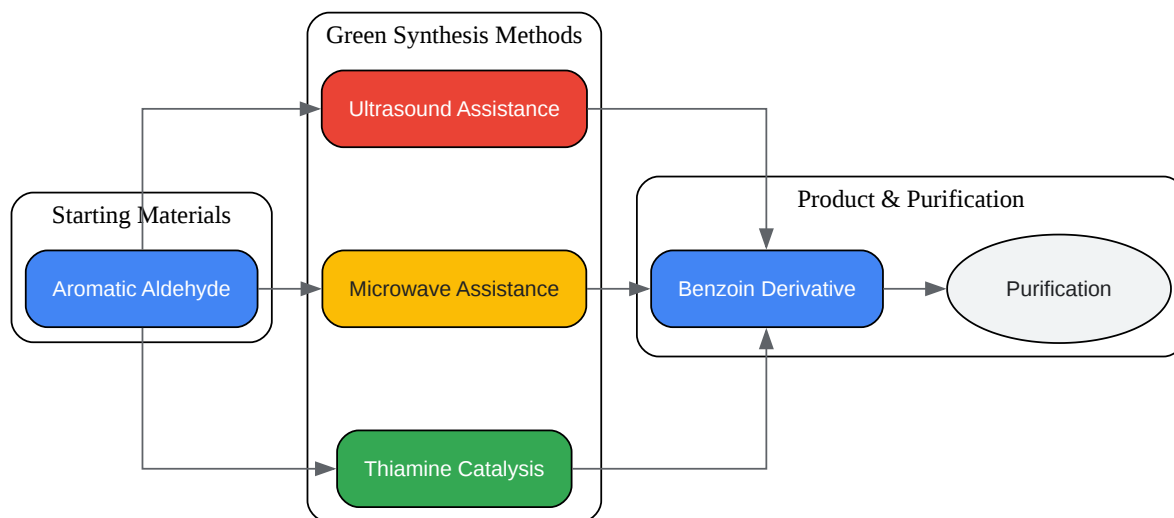 Green Synthesis Methods
Ultrasound Assistance
Starting Materials
Product & Purification
Aromatic Aldehyde
Microwave Assistance
Benzoin Derivative
Purification
Thiamine Catalysis